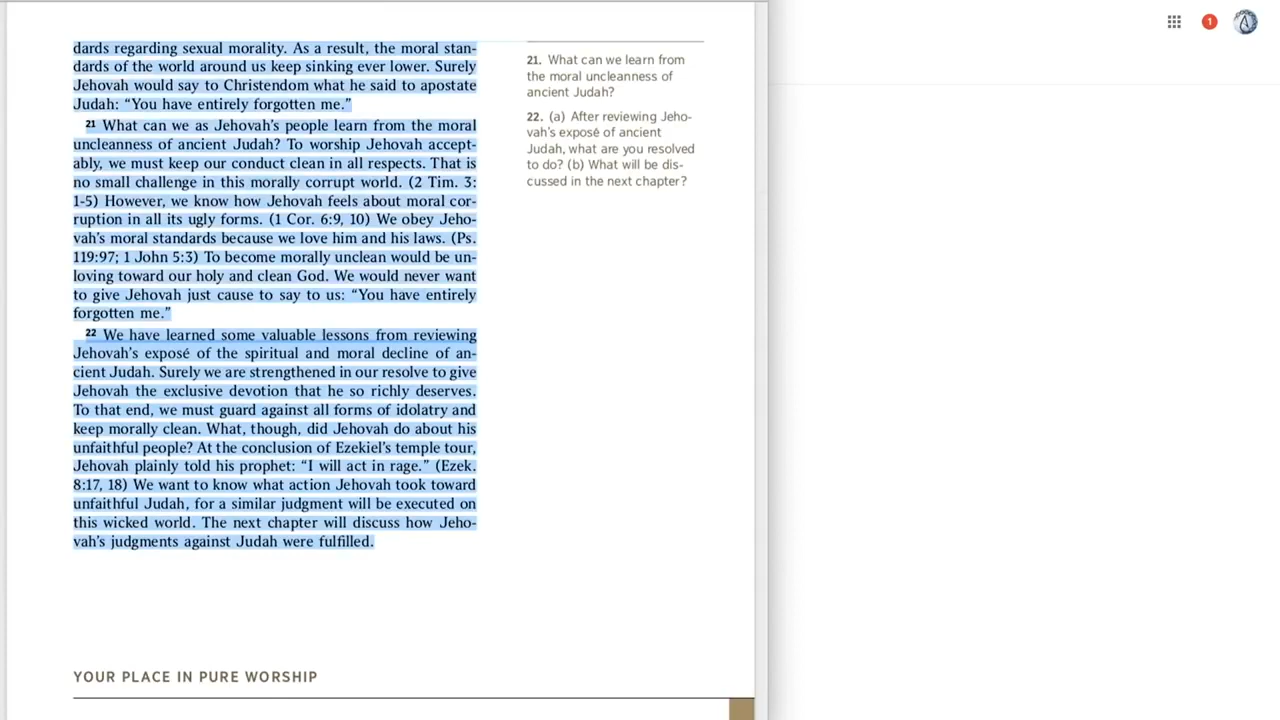 dards regarding sexual morality. As a result, the moral stan-
dards of the world around us keep sinking ever lower. Surely
Jehovah would say to Christendom what he said to apostate
Judah: “You have entirely forgotten me.”
21 What can we as Jehovah’s people learn from the moral
uncleanness of ancient Judah? To worship Jehovah accept-
ably, we must keep our conduct clean in all respects. That is
no small challenge in this morally corrupt world. (2 Tim. 3:
1-5) However, we know how Jehovah feels about moral cor-
ruption in all its ugly forms. (1 Cor. 6:9, 10) We obey Jeho-
vah’s moral standards because we love him and his laws. (Ps.
119:97; 1 John 5:3) To become morally unclean would be un-
loving toward our holy and clean God. We would never want
to give Jehovah just cause to say to us: “You have entirely
forgotten me.”
22 We have learned some valuable lessons from reviewing
Jehovah’s exposé of the spiritual and moral decline of an-
cient Judah. Surely we are strengthened in our resolve to give
Jehovah the exclusive devotion that he so richly deserves.
To that end, we must guard against all forms of idolatry and
keep morally clean. What, though, did Jehovah do about his
unfaithful people? At the conclusion of Ezekiel’s temple tour,
Jehovah plainly told his prophet: “I will act in rage.” (Ezek.
8:17, 18) We want to know what action Jehovah took toward
unfaithful Judah, for a similar judgment will be executed on
this wicked world. The next chapter will discuss how Jeho-
vah’s judgments against Judah were fulfilled.
21. What can we learn from
the moral uncleanness of
ancient Judah?
22. (a) After reviewing Jeho-
vah’s exposé of ancient
Judah, what are you resolved
to do? (b) What will be dis-
cussed in the next chapter?
YOUR PLACE IN PURE WORSHIP
1